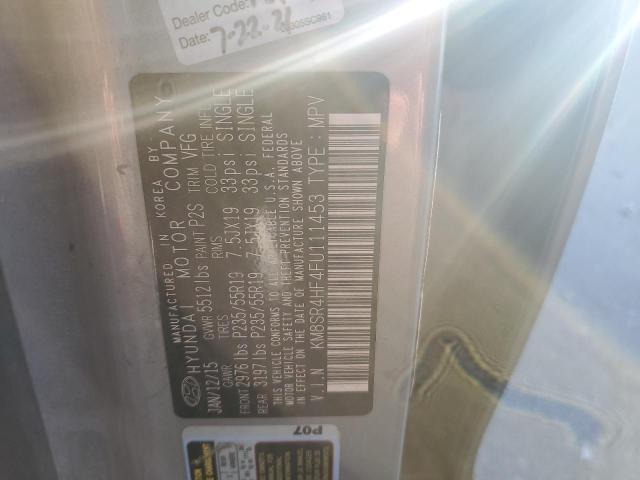 Dealer Code:
Date: 7-22-21
MANUFACTURED IN KOREA BY
HYUNDAI MOTOR COMPANY
JAN/12/15 GVWR 5512 lbs PAINT P2S TRIM VFG
GAWR TIRES RMS COLD TIRE INFL
FRONT 2976 lbs P235/55R19 7.5JX19 33psi SINGLE
REAR 3197 lbs P235/55R19 7.5JX19 33psi SINGLE
THIS VEHICLE CONFORMS TO ALL APPLICABLE U.S.A. FEDERAL
MOTOR VEHICLE SAFETY AND THEFT PREVENTION STANDARDS
IN EFFECT ON THE DATE OF MANUFACTURE SHOWN ABOVE
KM8SR4HF4FU111453
V.I.N TYPE : MPV
P07